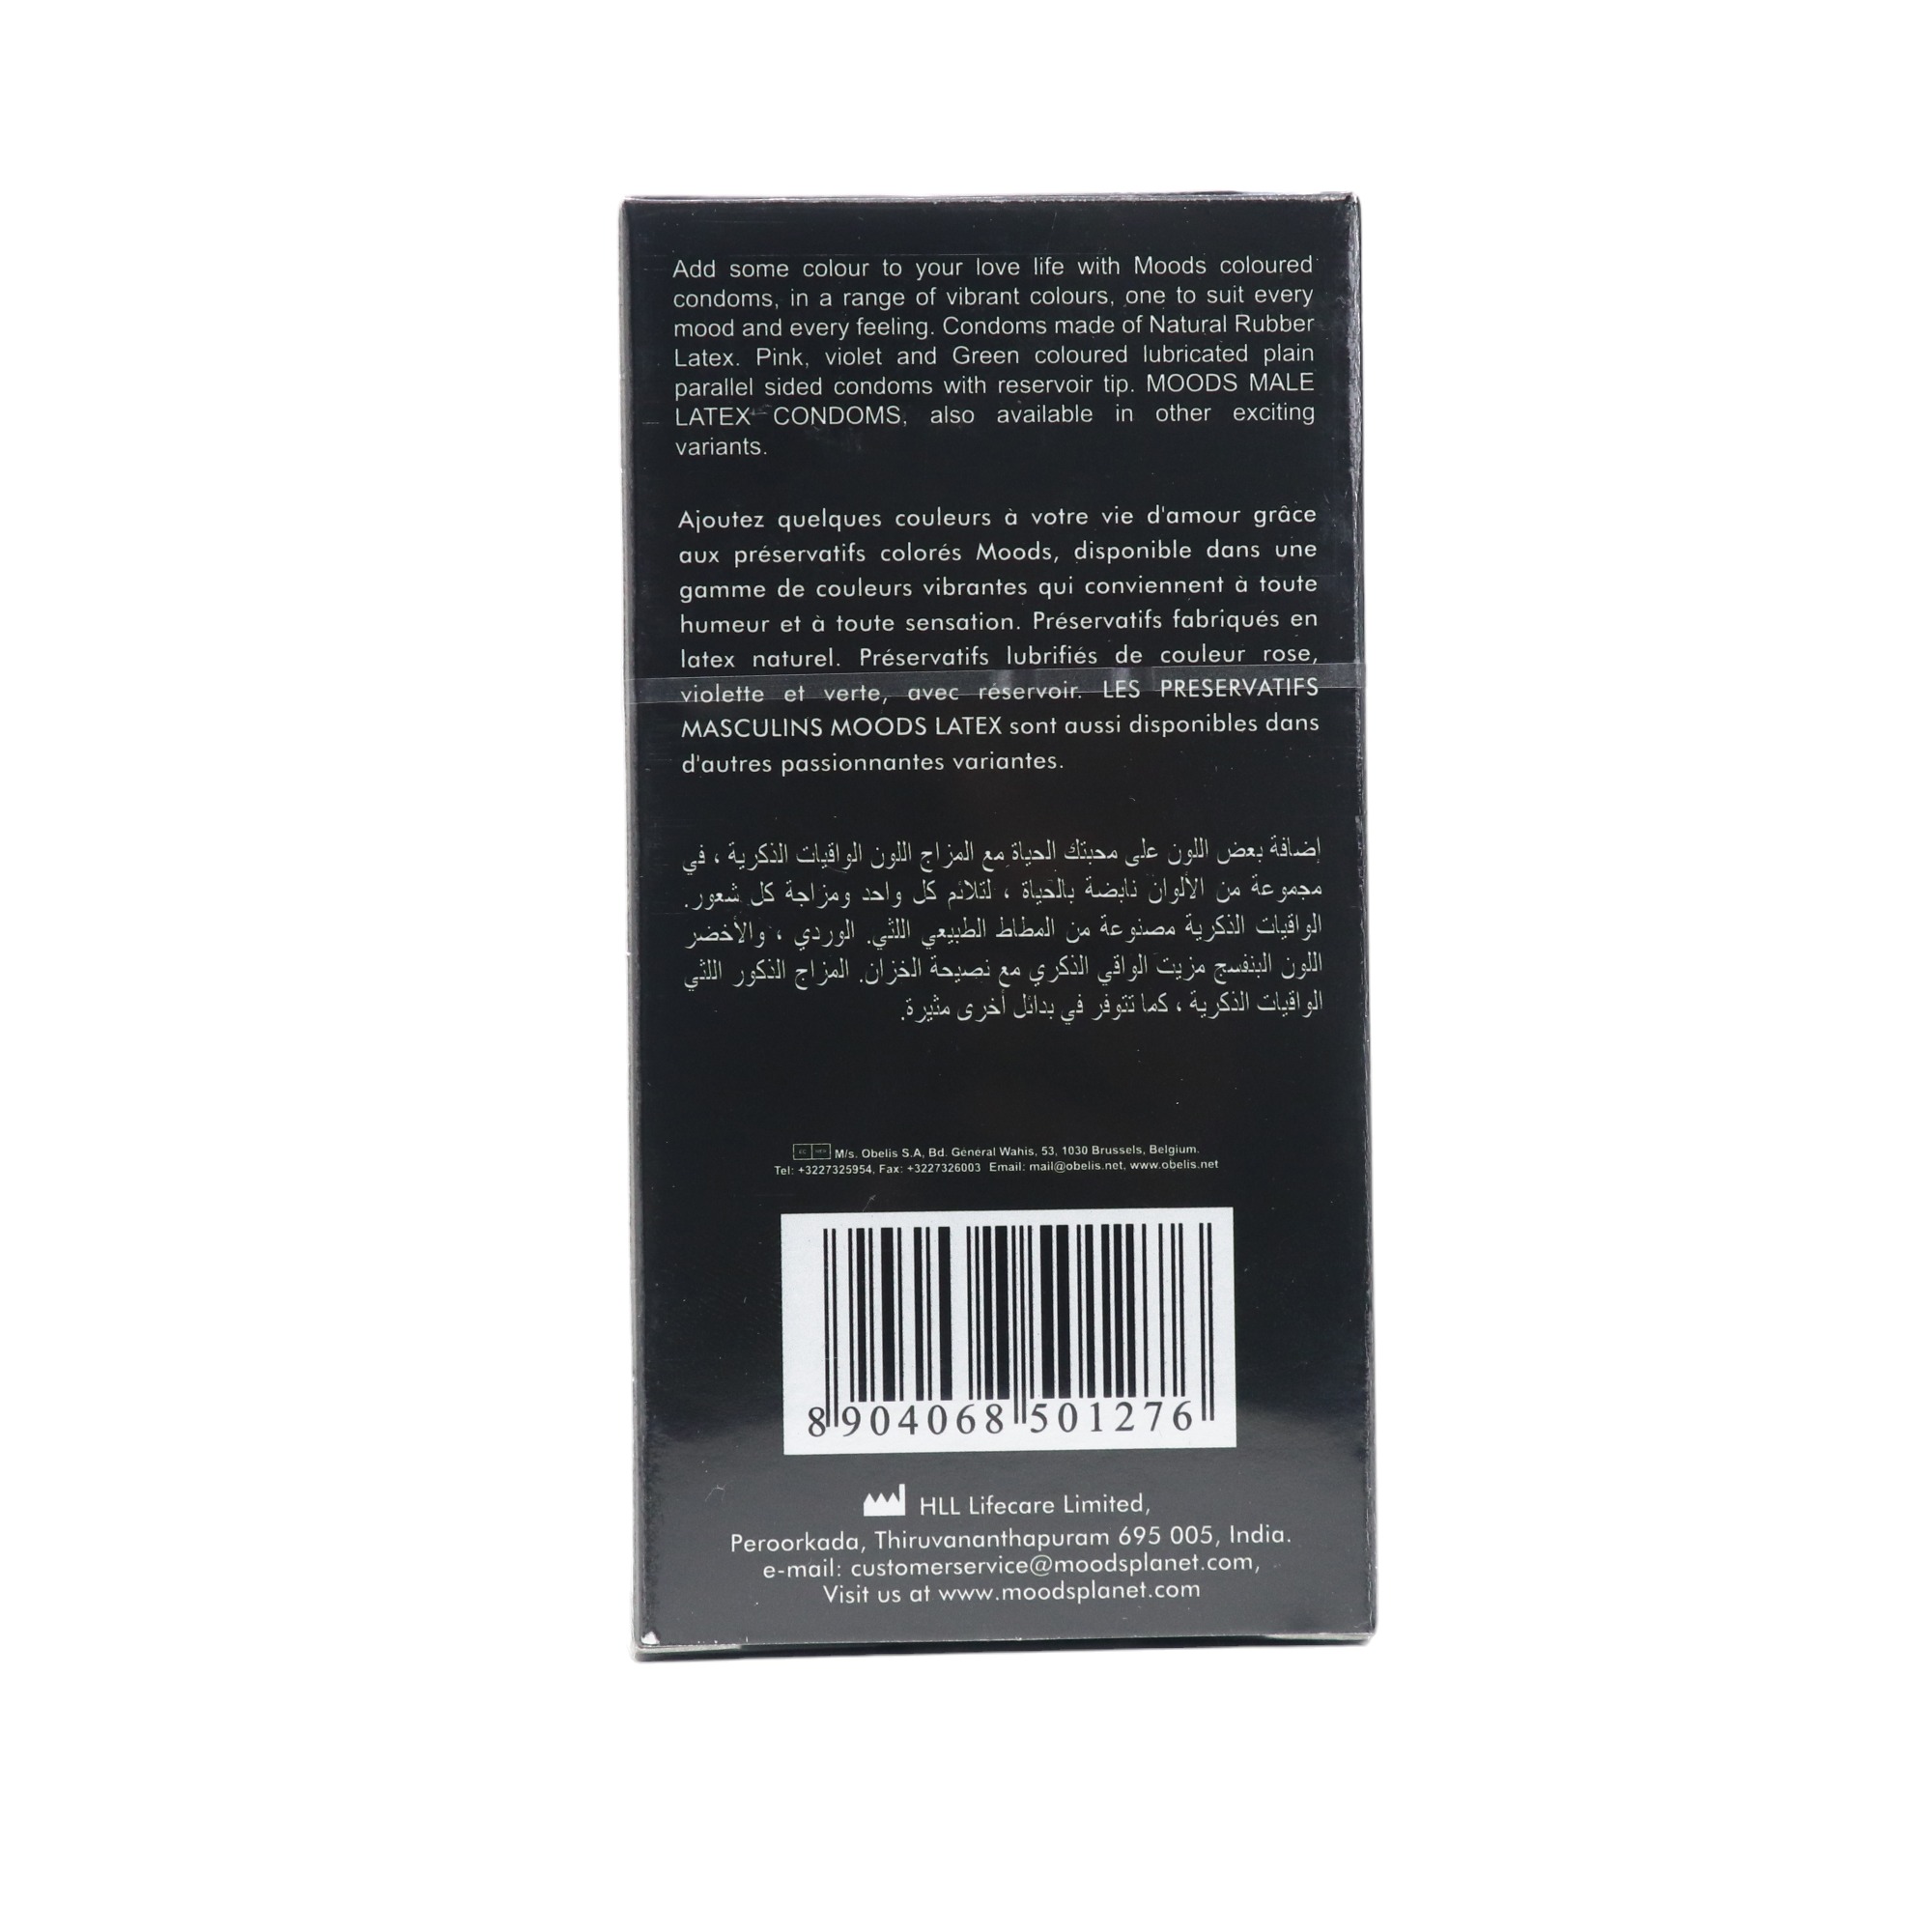 Add some colour to your love life with Moods coloured
condoms, in a range of vibrant colours, one to suit every
mood and every feeling. Condoms made of Natural Rubber
Latex. Pink, violet and Green coloured lubricated plain
parallel sided condoms with reservoir tip. MOODS MALE
LATEX CONDOMS, also available in other exciting
variants.
Ajoutez quelques couleurs à votre vie d'amour grâce
aux préservatifs colorés Moods, disponible dans une
gamme de couleurs vibrantes qui conviennent à toute
humeur et à toute sensation. Préservatifs fabriqués en
latex naturel. Préservatifs lubrifiés de couleur rose,
violette et verte, avec réservoir. LES PRESERVATIFS
MASCULINS MOODS LATEX sont aussi disponibles dans
d'autres passionnantes variantes.
إضافة بعض اللون على محبتك الحياة مع المزاج اللون الواقيات الذكرية ، في
مجموعة من الألوان نابضة بالحياة ، لتلائم كل واحد ومزاجة كل شعور.
الواقيات الذكرية مصنوعة من المطاط الطبيعي اللثي. الوردي ، والأخضر
اللون البنفسج مزيت الواقي الذكري مع نصيحة الخزان. المزاج الذكور اللثي
الواقيات الذكرية ، كما تتوفر في بدائل أخرى مثيرة.
M/s. Obelis S.A, Bd. Général Wahis, 53, 1030 Brussels, Belgium.
Tel: +3227325954, Fax: +3227326003 Email: mail@obelis.net, www.obelis.net
8 904068 501276
HLL Lifecare Limited,
Peroorkada, Thiruvananthapuram 695 005, India.
e-mail: customerservice@moodsplanet.com,
Visit us at www.moodsplanet.com